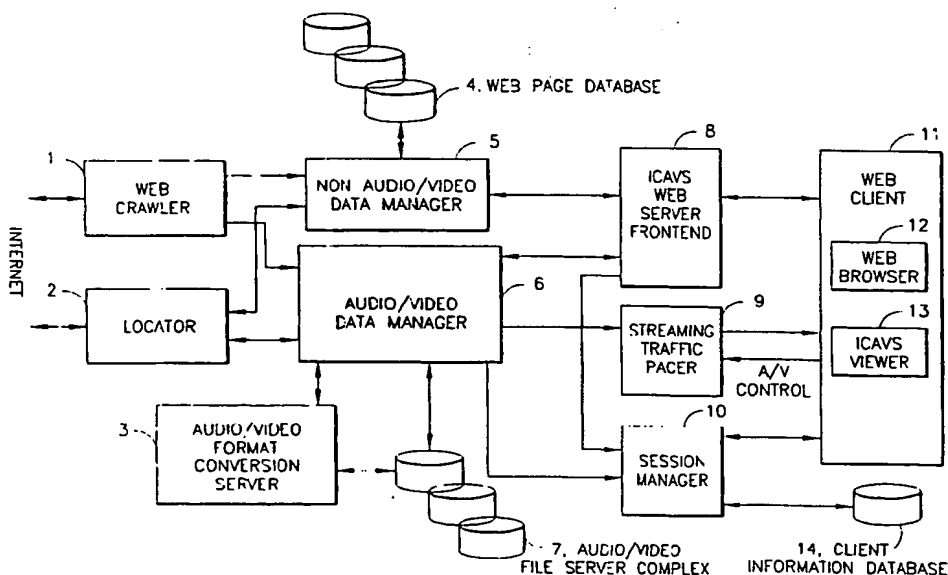 4, WEB PAGE DATABASE
1
WEB
CRAWLER
5
NON AUDIO/VIDEO
DATA MANAGER
8
ICAVS
WEB
SERVER
FRONTEND
11
WEB
CLIENT
12
WEB
BROWSER
INTERNET
2
LOCATOR
6
AUDIO/VIDEO
DATA MANAGER
9
STREAMING
TRAFFIC
PACER
13
ICAVS
VIEWER
A/V
CONTROL
3
AUDIO/VIDEO
FORMAT
CONVERSION
SERVER
10
SESSION
MANAGER
7, AUDIO/VIDEO
FILE SERVER COMPLEX
14, CLIENT
INFORMATION DATABASE